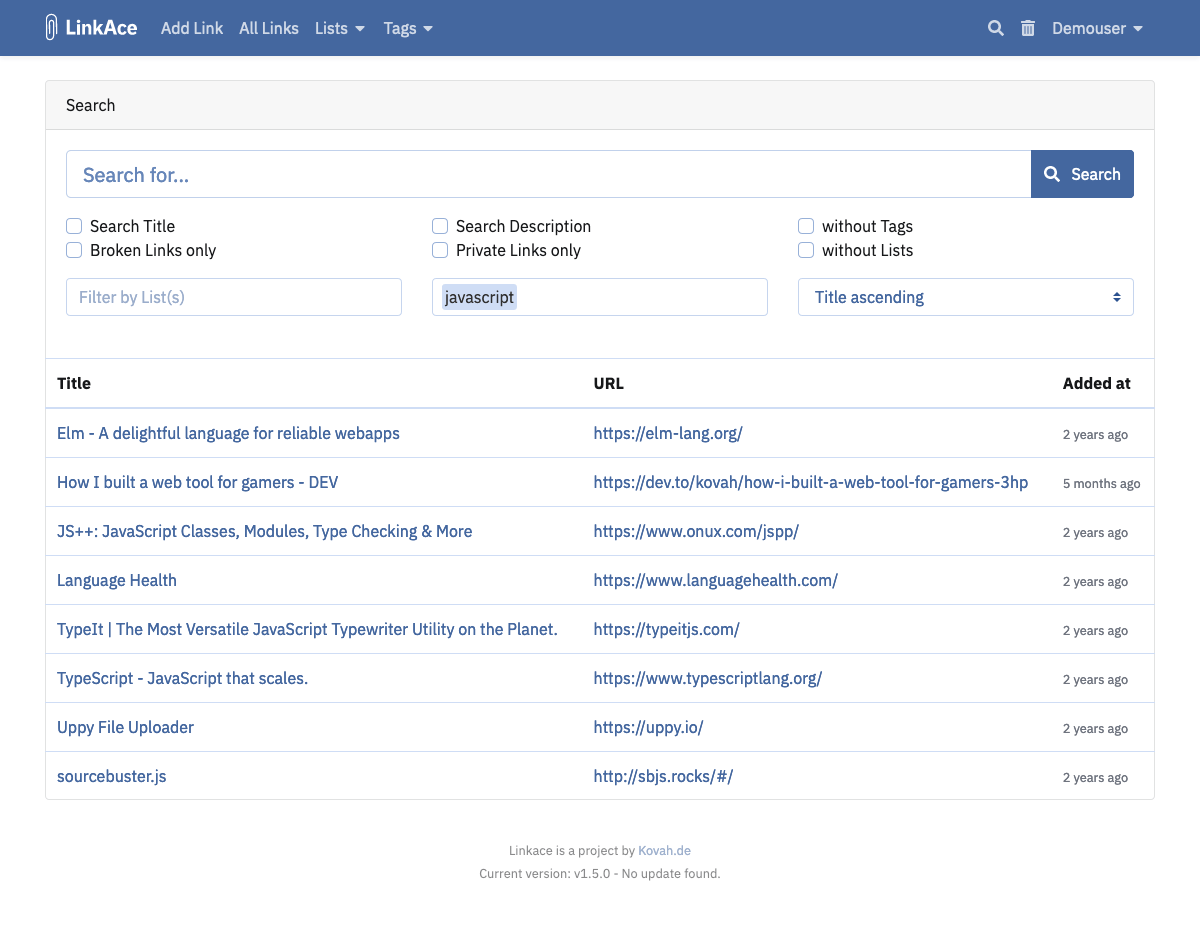 LinkAce Add Link All Links Lists Tags Demouser
Search
Search for... Search
Search Title Search Description without Tags
Broken Links only Private Links only without Lists
Filter by List(s) javascript Title ascending
Title URL Added at
Elm - A delightful language for reliable webapps https://elm-lang.org/ 2 years ago
How I built a web tool for gamers - DEV https://dev.to/kovah/how-i-built-a-web-tool-for-gamers-3hp 5 months ago
JS++: JavaScript Classes, Modules, Type Checking & More https://www.onux.com/jspp/ 2 years ago
Language Health https://www.languagehealth.com/ 2 years ago
TypeIt | The Most Versatile JavaScript Typewriter Utility on the Planet. https://typeitjs.com/ 2 years ago
TypeScript - JavaScript that scales. https://www.typescriptlang.org/ 2 years ago
Uppy File Uploader https://uppy.io/ 2 years ago
sourcebuster.js http://sbjs.rocks/#/ 2 years ago
Linkace is a project by Kovah.de
Current version: v1.5.0 - No update found.